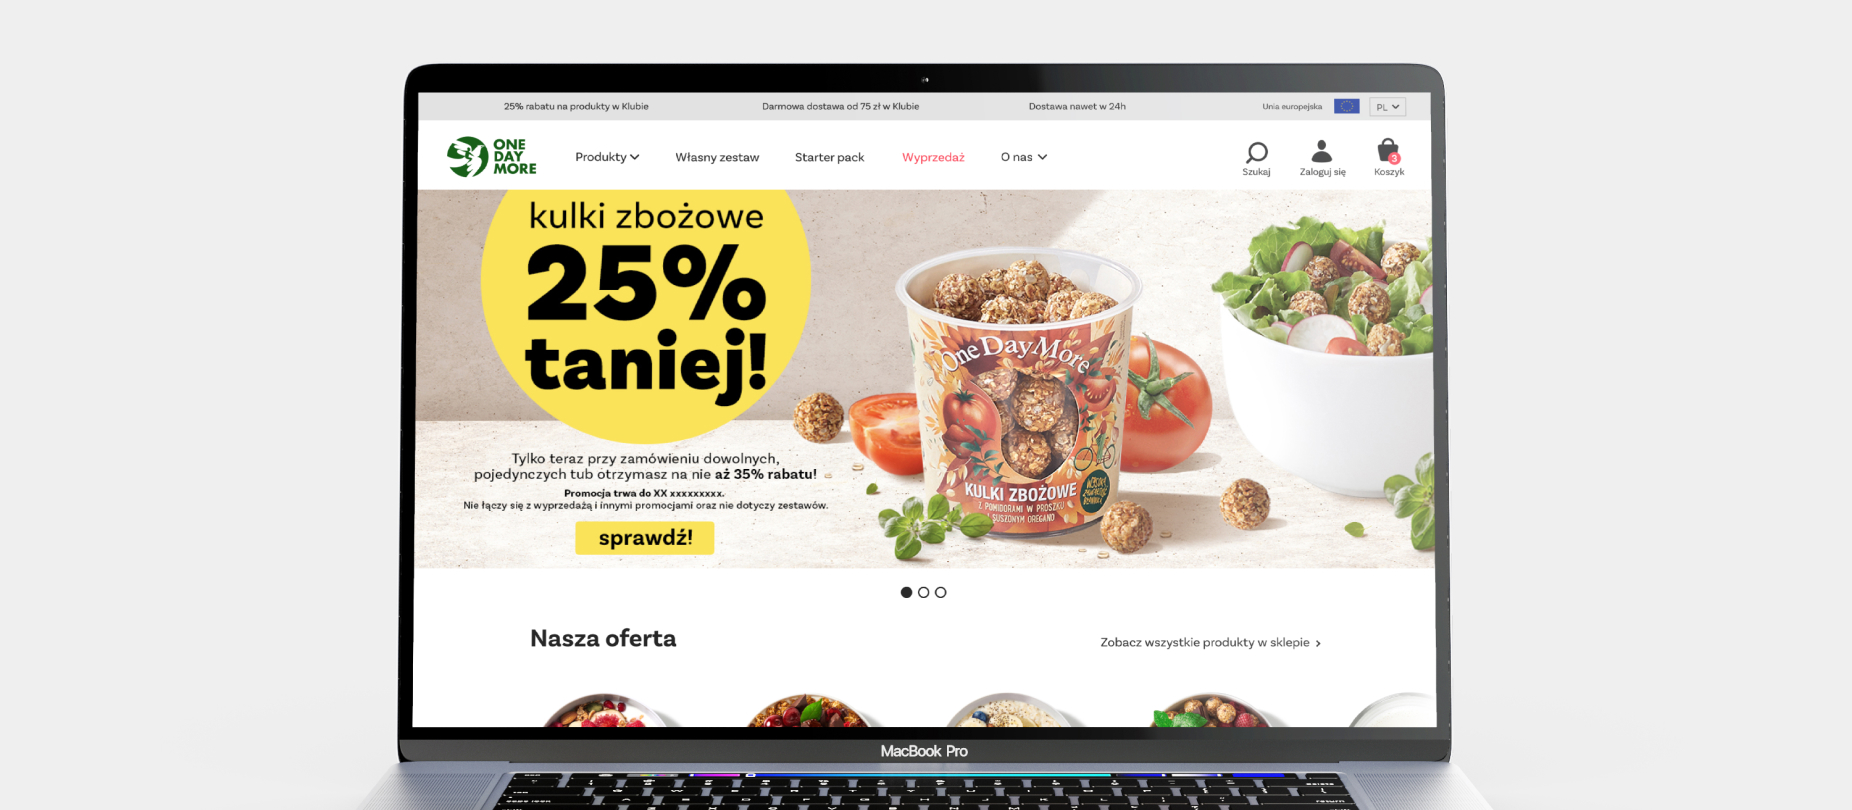 25% rabatu na produkty w Klubie
Darmowa dostawa od 75 zł w Klubie
Dostawa nawet w 24h
Unia europejska
PL
ONE
DAY
MORE
Produkty
Własny zestaw
Starter pack
Wyprzedaż
O nas
Szukaj
Zaloguj się
3
Koszyk
kulki zbożowe
25%
taniej!
Tylko teraz przy zamówieniu dowolnych,
pojedynczych tub otrzymasz na nie aż 35% rabatu!
Promocja trwa do XX xxxxxxxxx.
Nie łączy się z wyprzedażą i innymi promocjami oraz nie dotyczy zestawów.
sprawdź!
One Day More
KULKI ZBOŻOWE
Z POMIDORAMI W PROSZKU
I SUSZONYM OREGANO
Nasza oferta
Zobacz wszystkie produkty w sklepie
MacBook Pro